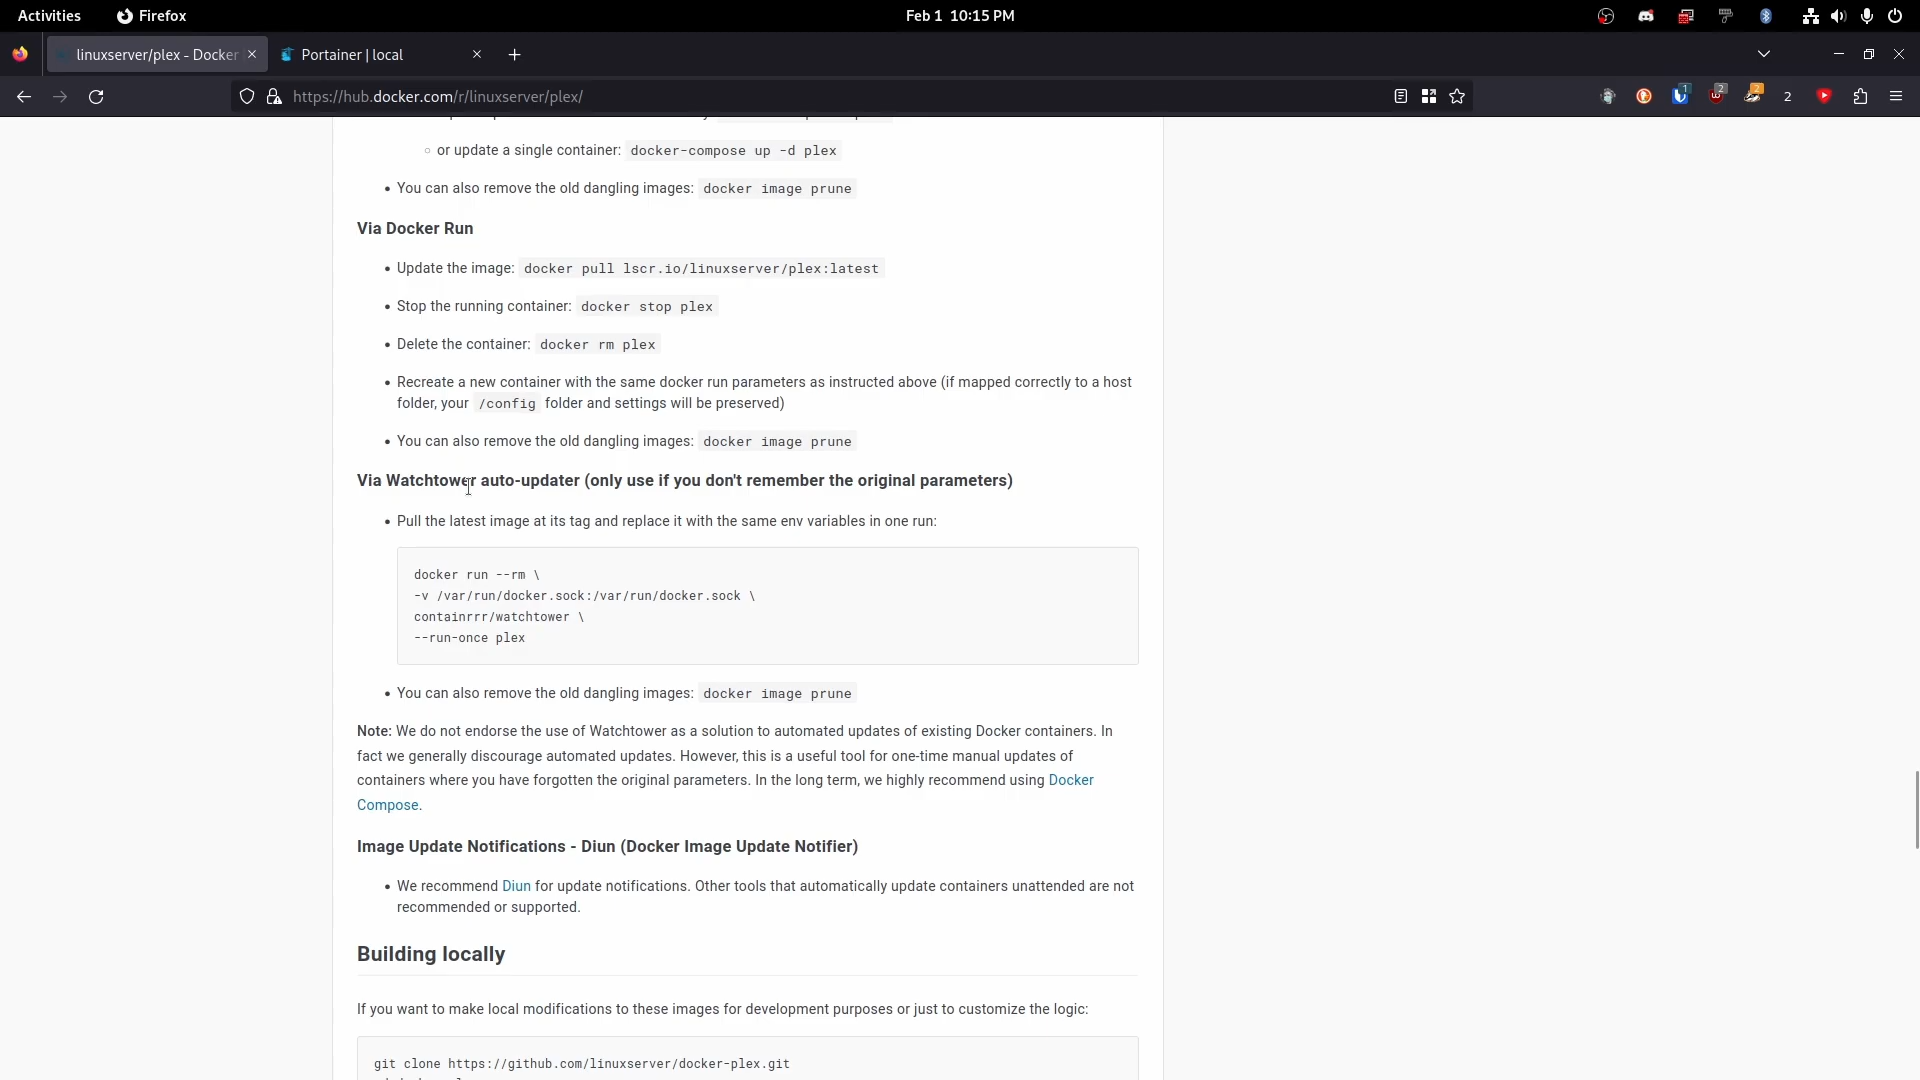 Activities
Firefox
Feb 1 10:15 PM
linuxserver/plex - Docker
Portainer | local
https://hub.docker.com/r/linuxserver/plex/
1
2
2
2
○ or update a single container: docker-compose up -d plex
• You can also remove the old dangling images: docker image prune
Via Docker Run
• Update the image: docker pull lscr.io/linuxserver/plex:latest
• Stop the running container: docker stop plex
• Delete the container: docker rm plex
• Recreate a new container with the same docker run parameters as instructed above (if mapped correctly to a host
folder, your /config folder and settings will be preserved)
• You can also remove the old dangling images: docker image prune
Via Watchtower auto-updater (only use if you don't remember the original parameters)
• Pull the latest image at its tag and replace it with the same env variables in one run:
docker run --rm \
-v /var/run/docker.sock:/var/run/docker.sock \
containrrr/watchtower \
--run-once plex
• You can also remove the old dangling images: docker image prune
Note: We do not endorse the use of Watchtower as a solution to automated updates of existing Docker containers. In
fact we generally discourage automated updates. However, this is a useful tool for one-time manual updates of
containers where you have forgotten the original parameters. In the long term, we highly recommend using Docker
Compose.
Image Update Notifications - Diun (Docker Image Update Notifier)
• We recommend Diun for update notifications. Other tools that automatically update containers unattended are not
recommended or supported.
Building locally
If you want to make local modifications to these images for development purposes or just to customize the logic:
git clone https://github.com/linuxserver/docker-plex.git